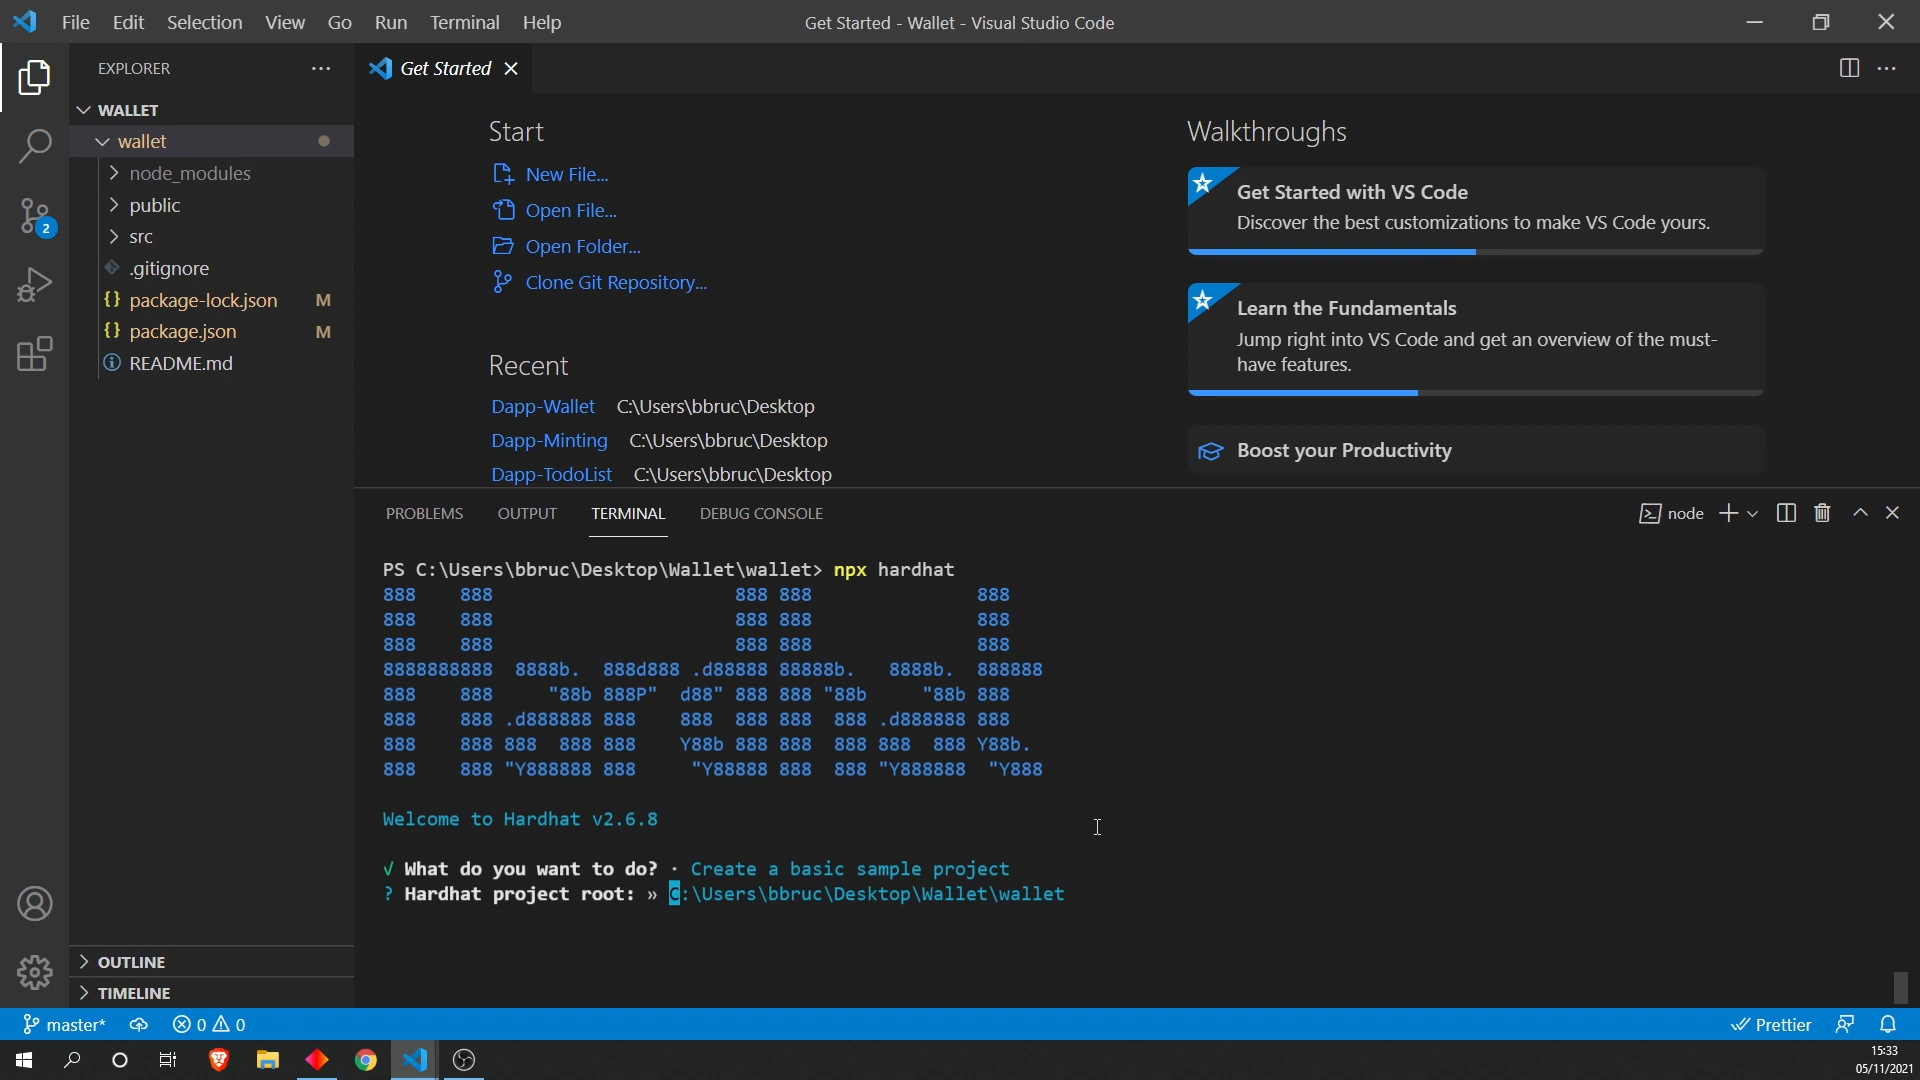 File Edit Selection View Go Run Terminal Help
Get Started - Wallet - Visual Studio Code
EXPLORER
Get Started
WALLET
wallet
node_modules
public
src
2
.gitignore
package-lock.json M
package.json M
README.md
Start
New File...
Open File...
Open Folder...
Clone Git Repository...
Recent
Dapp-Wallet C:\Users\bbruc\Desktop
Dapp-Minting C:\Users\bbruc\Desktop
Dapp-TodoList C:\Users\bbruc\Desktop
Walkthroughs
Get Started with VS Code
Discover the best customizations to make VS Code yours.
Learn the Fundamentals
Jump right into VS Code and get an overview of the must-
have features.
Boost your Productivity
PROBLEMS OUTPUT TERMINAL DEBUG CONSOLE
node
PS C:\Users\bbruc\Desktop\Wallet\wallet> npx hardhat
888    888                      888 888               888
888    888                      888 888               888
888    888                      888 888               888
8888888888  8888b.  888d888 .d88888 88888b.   8888b.  888888
888    888     "88b 888P"  d88" 888 888 "88b     "88b 888
888    888 .d888888 888    888  888 888  888 .d888888 888
888    888 888  888 888    Y88b 888 888  888 888  888 Y88b.
888    888 "Y888888 888     "Y88888 888  888 "Y888888  "Y888
Welcome to Hardhat v2.6.8
√ What do you want to do? · Create a basic sample project
? Hardhat project root: » C:\Users\bbruc\Desktop\Wallet\wallet
OUTLINE
TIMELINE
master* 0 0
Prettier
15:33
05/11/2021